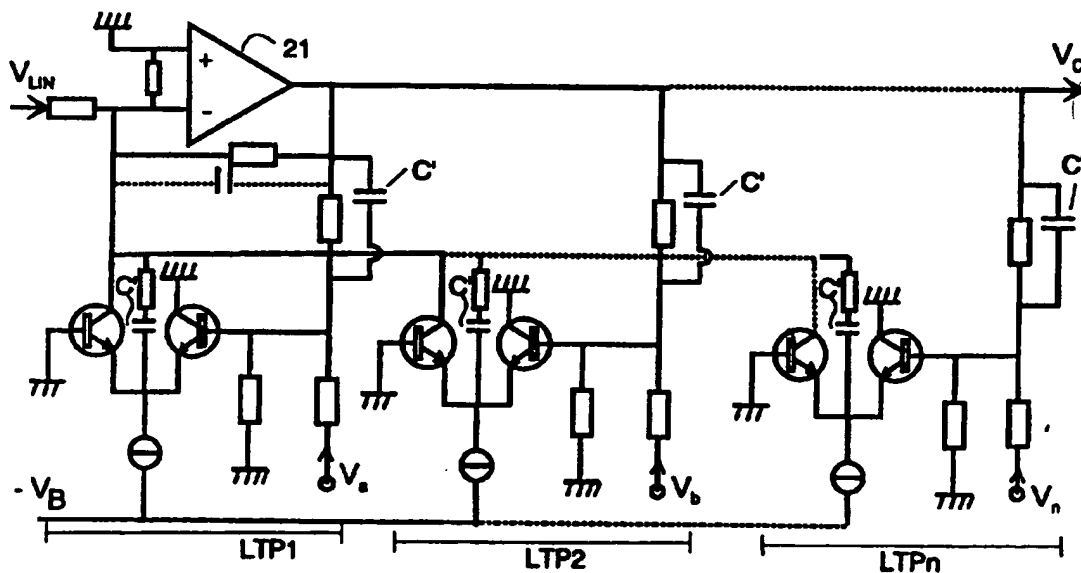 21
V_LIN
V_O
+
-
C'
C'
C
C'
C'
C'
V_a
V_b
V_n
- V_B
LTP1
LTP2
LTPn